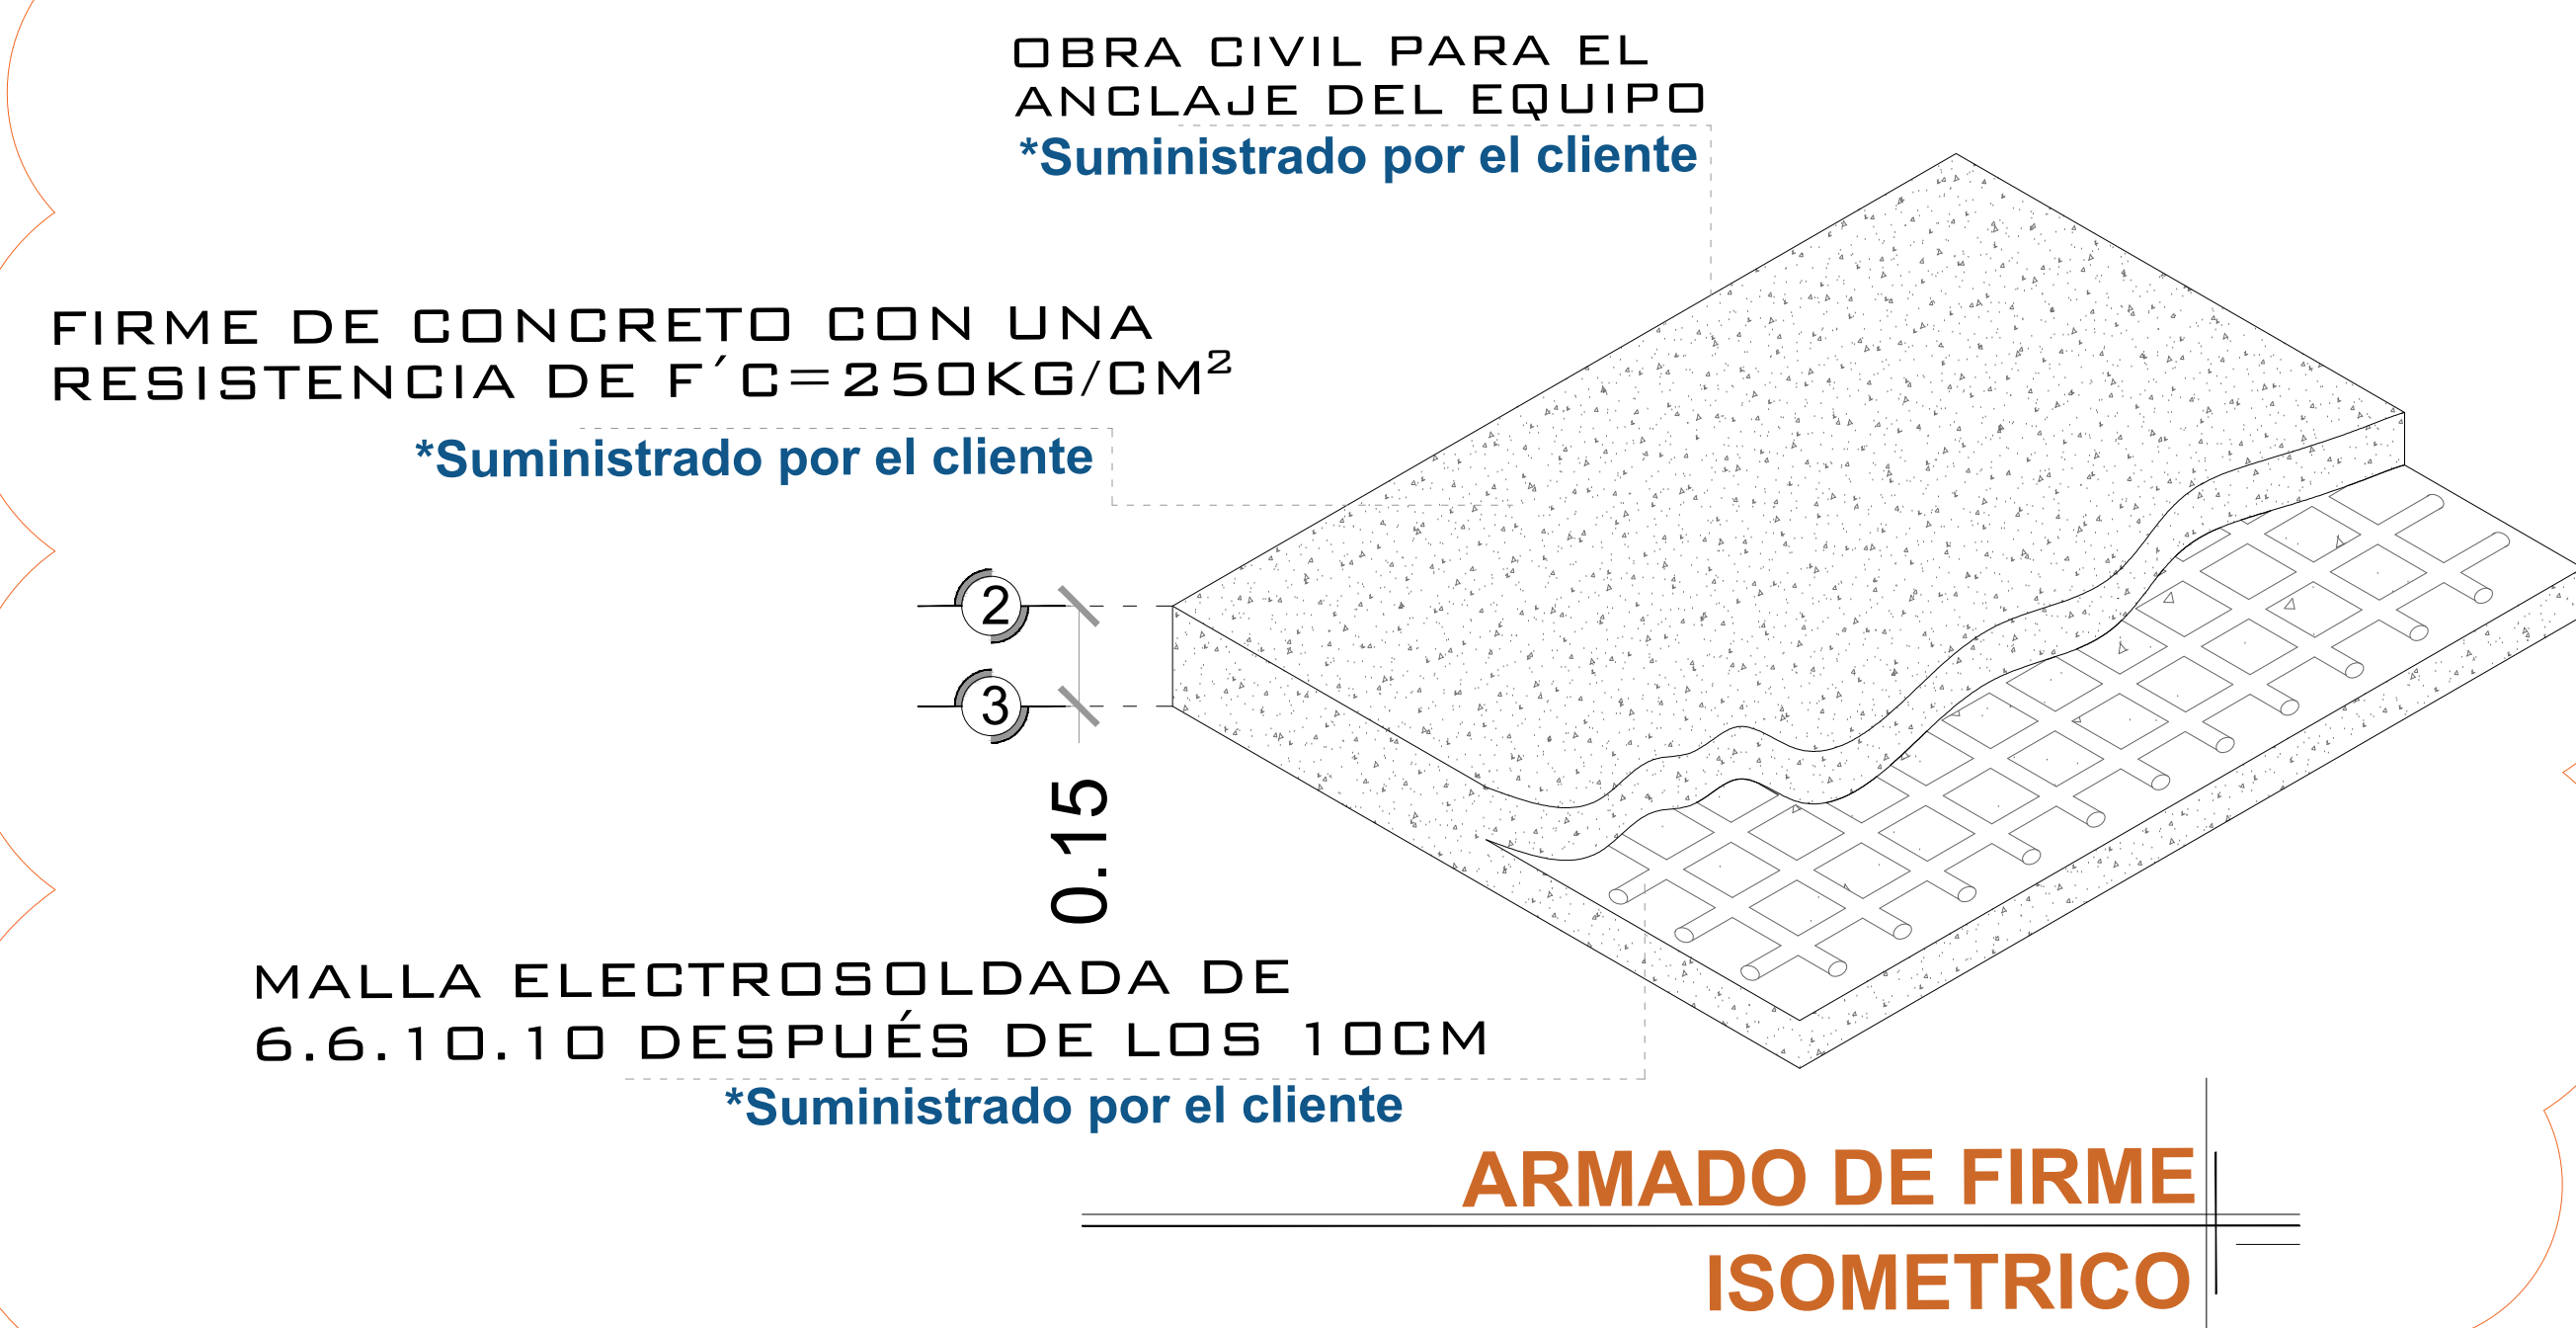 OBRA CIVIL PARA EL
ANCLAJE DEL EQUIPO
*Suministrado por el cliente
FIRME DE CONCRETO CON UNA
RESISTENCIA DE F´C=250KG/CM²
*Suministrado por el cliente
2
3
0.15
MALLA ELECTROSOLDADA DE
6.6.10.10 DESPUÉS DE LOS 10CM
*Suministrado por el cliente
ARMADO DE FIRME
ISOMETRICO